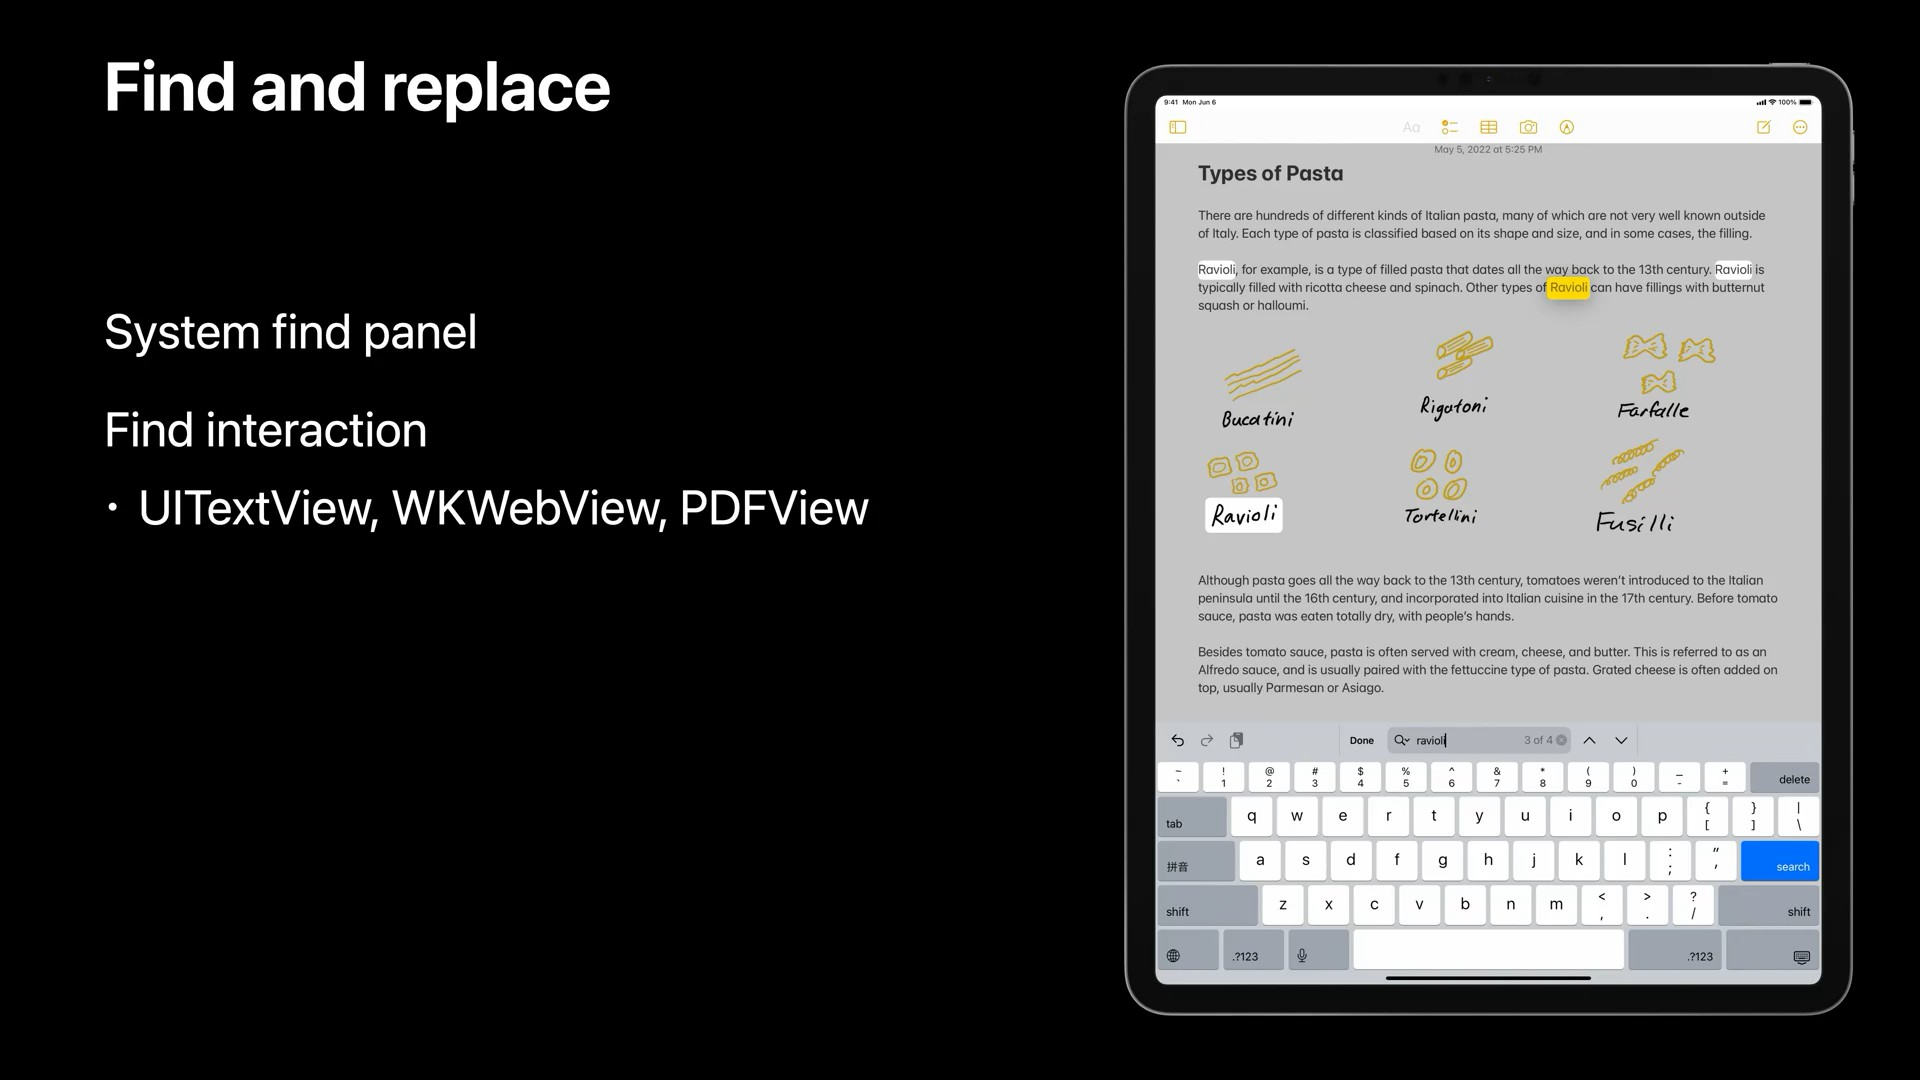 Find and replace
System find panel
Find interaction
• UITextView, WKWebView, PDFView
9:41 Mon Jun 6
100%
Aa
May 5, 2022 at 5:25 PM
Types of Pasta
There are hundreds of different kinds of Italian pasta, many of which are not very well known outside
of Italy. Each type of pasta is classified based on its shape and size, and in some cases, the filling.
Ravioli, for example, is a type of filled pasta that dates all the way back to the 13th century. Ravioli is
typically filled with ricotta cheese and spinach. Other types of Ravioli can have fillings with butternut
squash or halloumi.
Bucatini
Rigatoni
Farfalle
Ravioli
Tortellini
Fusilli
Although pasta goes all the way back to the 13th century, tomatoes weren’t introduced to the Italian
peninsula until the 16th century, and incorporated into Italian cuisine in the 17th century. Before tomato
sauce, pasta was eaten totally dry, with people’s hands.
Besides tomato sauce, pasta is often served with cream, cheese, and butter. This is referred to as an
Alfredo sauce, and is usually paired with the fettuccine type of pasta. Grated cheese is often added on
top, usually Parmesan or Asiago.
Done ravioli 3 of 4
~ ! @ # $ % ^ & * ( ) _ +
` 1 2 3 4 5 6 7 8 9 0 - = delete
tab q w e r t y u i o p { [ } ] | \
拼音 a s d f g h j k l : ; " ' search
shift z x c v b n m < , > . ? / shift
.?123 .?123